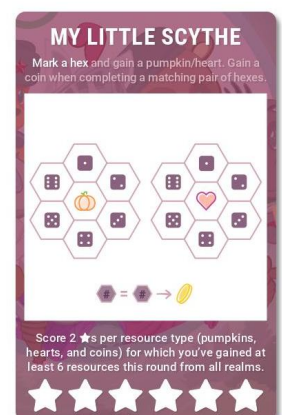 MY LITTLE SCYTHE
Mark a hex and gain a pumpkin/heart. Gain a
coin when completing a matching pair of hexes.
# = # →
Score 2 ★s per resource type (pumpkins,
hearts, and coins) for which you've gained at
least 6 resources this round from all realms.